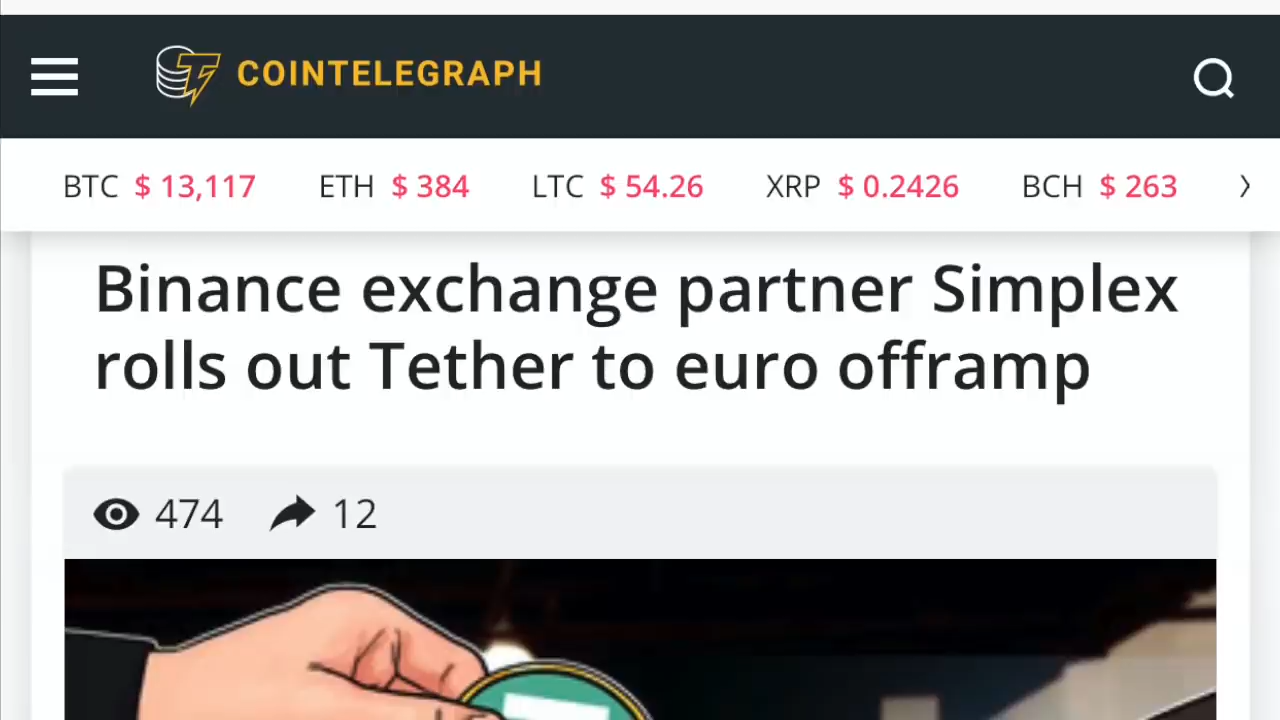 COINTELEGRAPH
BTC $ 13,117 ETH $ 384 LTC $ 54.26 XRP $ 0.2426 BCH $ 263
Binance exchange partner Simplex
rolls out Tether to euro offramp
474 12